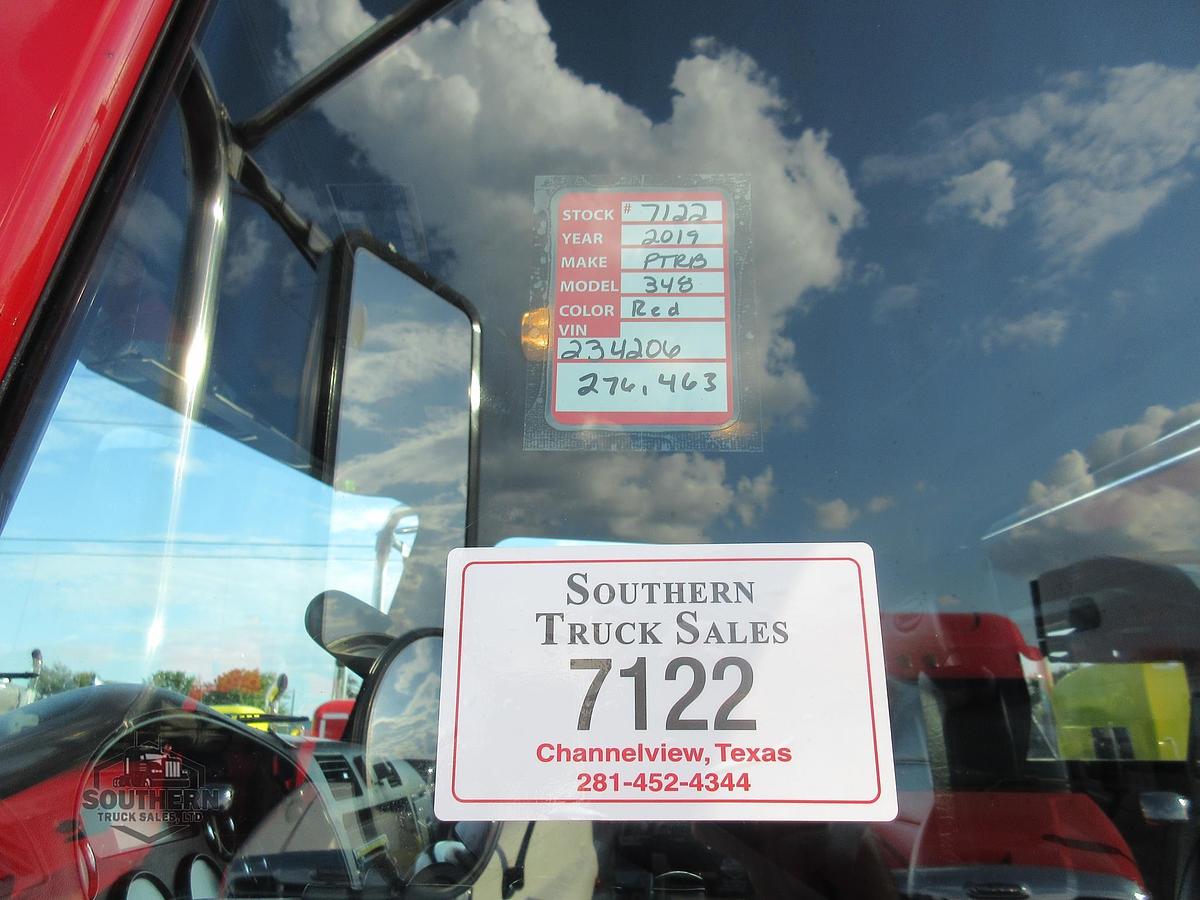 STOCK # 7122
YEAR 2019
MAKE PTRB
MODEL 348
COLOR Red
VIN
234206
276,463
SOUTHERN
TRUCK SALES
7122
Channelview, Texas
281-452-4344
SOUTHERN
TRUCK SALES, LTD